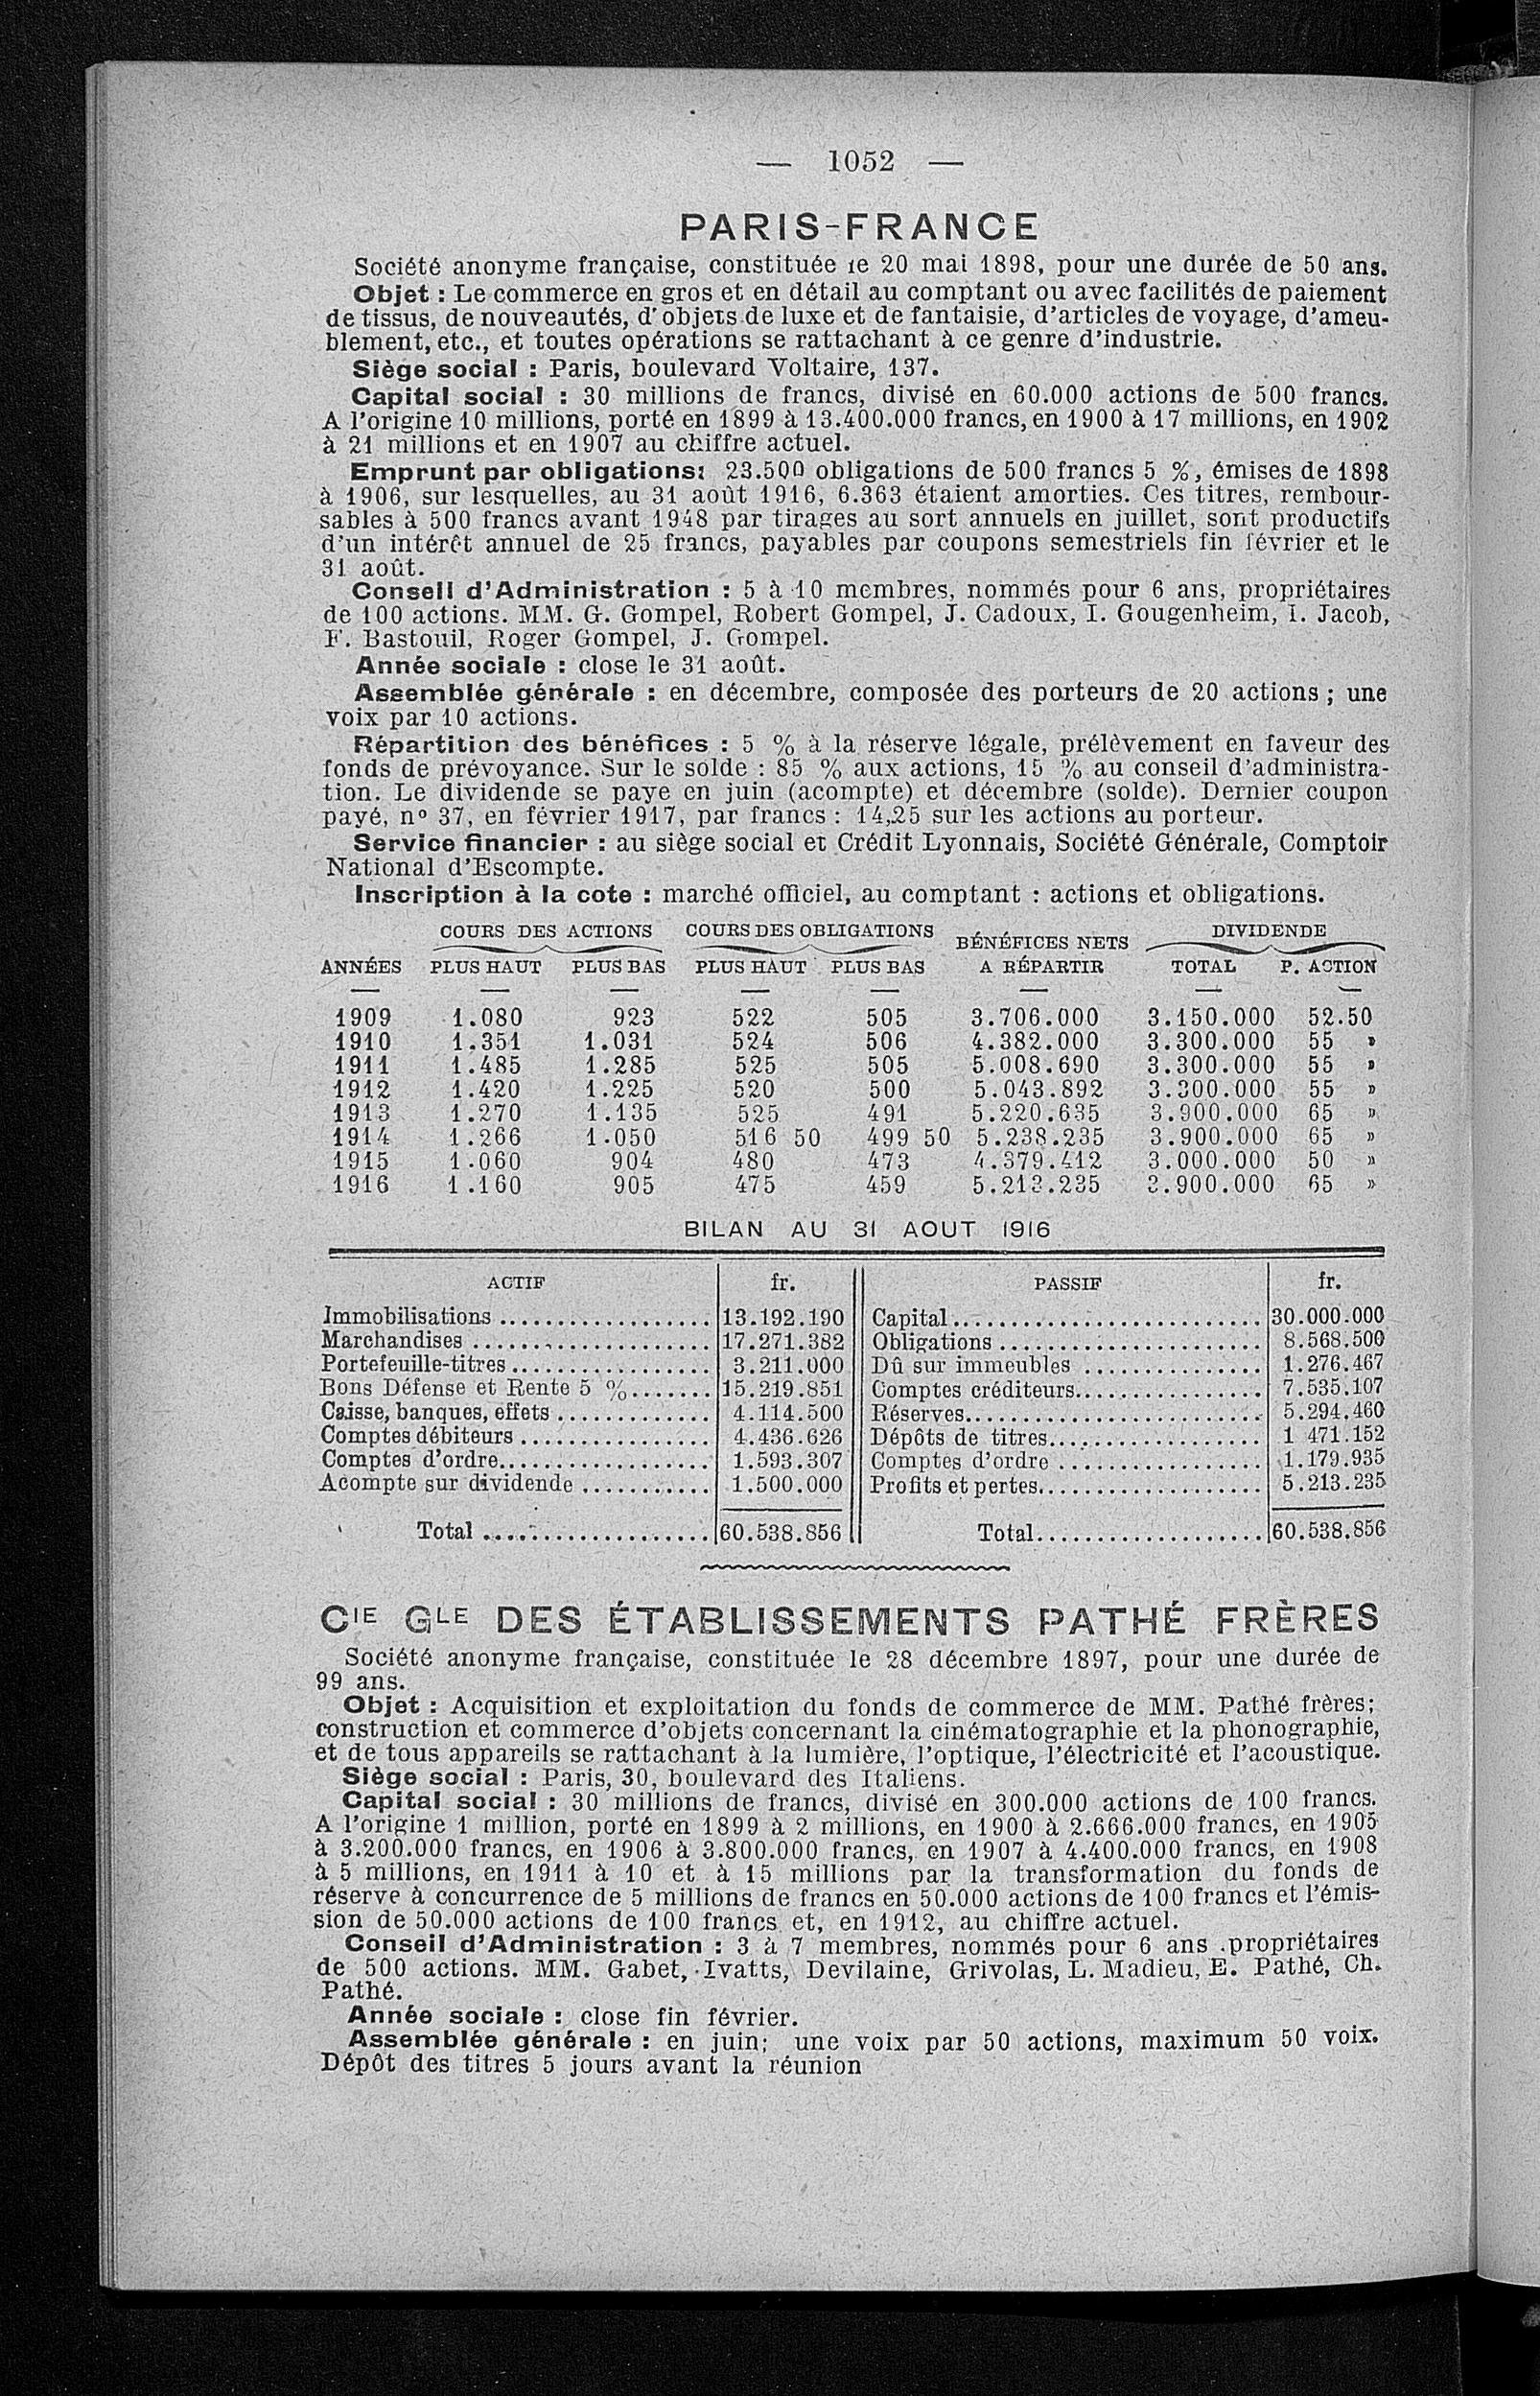 — 1052 —
PARIS-FRANCE
Société anonyme française, constituée le 20 mai 1898, pour une durée de 50 ans.
Objet : Le commerce en gros et en détail au comptant ou avec facilités de paiement
de tissus, de nouveautés, d'objets de luxe et de fantaisie, d'articles de voyage, d'ameu-
blement, etc., et toutes opérations se rattachant à ce genre d'industrie.
Siège social : Paris, boulevard Voltaire, 137.
Capital social : 30 millions de francs, divisé en 60.000 actions de 500 francs.
A l'origine 10 millions, porté en 1899 à 13.400.000 francs, en 1900 à 17 millions, en 1902
à 21 millions et en 1907 au chiffre actuel.
Emprunt par obligations: 23.500 obligations de 500 francs 5 %, émises de 1898
à 1906, sur lesquelles, au 31 août 1916, 6.363 étaient amorties. Ces titres, rembour-
sables à 500 francs avant 1948 par tirages au sort annuels en juillet, sont productifs
d'un intérêt annuel de 25 francs, payables par coupons semestriels fin février et le
31 août.
Conseil d'Administration : 5 à 10 membres, nommés pour 6 ans, propriétaires
de 100 actions. MM. G. Gompel, Robert Gompel, J. Cadoux, I. Gougenheim, I. Jacob,
F. Bastouil, Roger Gompel, J. Gompel.
Année sociale : close le 31 août.
Assemblée générale : en décembre, composée des porteurs de 20 actions ; une
voix par 10 actions.
Répartition des bénéfices : 5 % à la réserve légale, prélèvement en faveur des
fonds de prévoyance. Sur le solde : 85 % aux actions, 15 % au conseil d'administra-
tion. Le dividende se paye en juin (acompte) et décembre (solde). Dernier coupon
payé, nº 37, en février 1917, par francs : 14,25 sur les actions au porteur.
Service financier : au siège social et Crédit Lyonnais, Société Générale, Comptoir
National d'Escompte.
Inscription à la cote : marché officiel, au comptant : actions et obligations.
COURS DES ACTIONS COURS DES OBLIGATIONS BÉNÉFICES NETS DIVIDENDE
ANNÉES PLUS HAUT PLUS BAS PLUS HAUT PLUS BAS A RÉPARTIR TOTAL P. ACTION
1909 1.080 923 522 505 3.706.000 3.150.000 52.50
1910 1.351 1.031 524 506 4.382.000 3.300.000 55 »
1911 1.485 1.285 525 505 5.008.690 3.300.000 55 »
1912 1.420 1.225 520 500 5.043.892 3.300.000 55 »
1913 1.270 1.135 525 491 5.220.635 3.900.000 65 »
1914 1.266 1.050 516 50 499 50 5.238.235 3.900.000 65 »
1915 1.060 904 480 473 4.379.412 3.000.000 50 »
1916 1.160 905 475 459 5.213.235 3.900.000 65 »
BILAN AU 31 AOUT 1916
ACTIF fr. PASSIF fr.
Immobilisations .................. 13.192.190 Capital .......................... 30.000.000
Marchandises .................... 17.271.382 Obligations ...................... 8.568.500
Portefeuille-titres ................. 3.211.000 Dû sur immeubles ............... 1.276.467
Bons Défense et Rente 5 %....... 15.219.851 Comptes créditeurs................ 7.535.107
Caisse, banques, effets ............. 4.114.500 Réserves......................... 5.294.460
Comptes débiteurs ................ 4.436.626 Dépôts de titres.................. 1 471.152
Comptes d'ordre.................. 1.593.307 Comptes d'ordre ................. 1.179.935
Acompte sur dividende ........... 1.500.000 Profits et pertes................... 5.213.235
Total ................... 60.538.856 Total................... 60.538.856
CIE GLE DES ÉTABLISSEMENTS PATHÉ FRÈRES
Société anonyme française, constituée le 28 décembre 1897, pour une durée de
99 ans.
Objet : Acquisition et exploitation du fonds de commerce de MM. Pathé frères;
construction et commerce d'objets concernant la cinématographie et la phonographie,
et de tous appareils se rattachant à la lumière, l'optique, l'électricité et l'acoustique.
Siège social : Paris, 30, boulevard des Italiens.
Capital social : 30 millions de francs, divisé en 300.000 actions de 100 francs.
A l'origine 1 million, porté en 1899 à 2 millions, en 1900 à 2.666.000 francs, en 1905
à 3.200.000 francs, en 1906 à 3.800.000 francs, en 1907 à 4.400.000 francs, en 1908
à 5 millions, en 1911 à 10 et à 15 millions par la transformation du fonds de
réserve à concurrence de 5 millions de francs en 50.000 actions de 100 francs et l'émis-
sion de 50.000 actions de 100 francs et, en 1912, au chiffre actuel.
Conseil d'Administration : 3 à 7 membres, nommés pour 6 ans .propriétaires
de 500 actions. MM. Gabet, Ivatts, Devilaine, Grivolas, L. Madieu, E. Pathé, Ch.
Pathé.
Année sociale : close fin février.
Assemblée générale : en juin; une voix par 50 actions, maximum 50 voix.
Dépôt des titres 5 jours avant la réunion